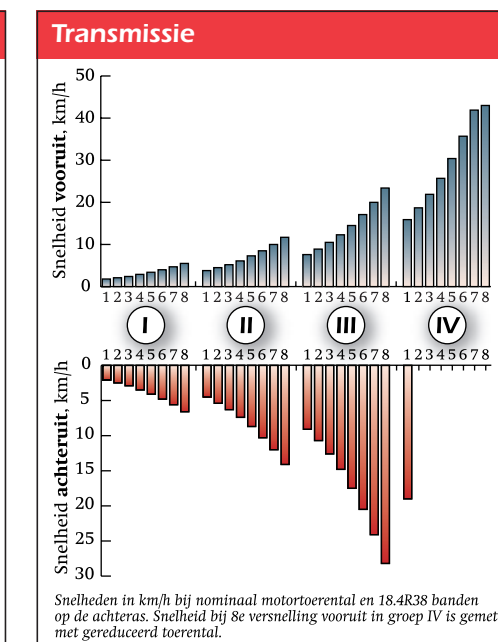 Transmissie
Snelheid vooruit, km/h
50
40
30
20
10
0
1 2 3 4 5 6 7 8 1 2 3 4 5 6 7 8 1 2 3 4 5 6 7 8 1 2 3 4 5 6 7 8
I II III IV
1 2 3 4 5 6 7 8 1 2 3 4 5 6 7 8 1 2 3 4 5 6 7 8 1 2 3 4 5 6 7 8
Snelheid achteruit, km/h
0
5
10
15
20
25
30
Snelheden in km/h bij nominaal motortoerental en 18.4R38 banden
op de achteras. Snelheid bij 8e versnelling vooruit in groep IV is gemet
met gereduceerd toerental.